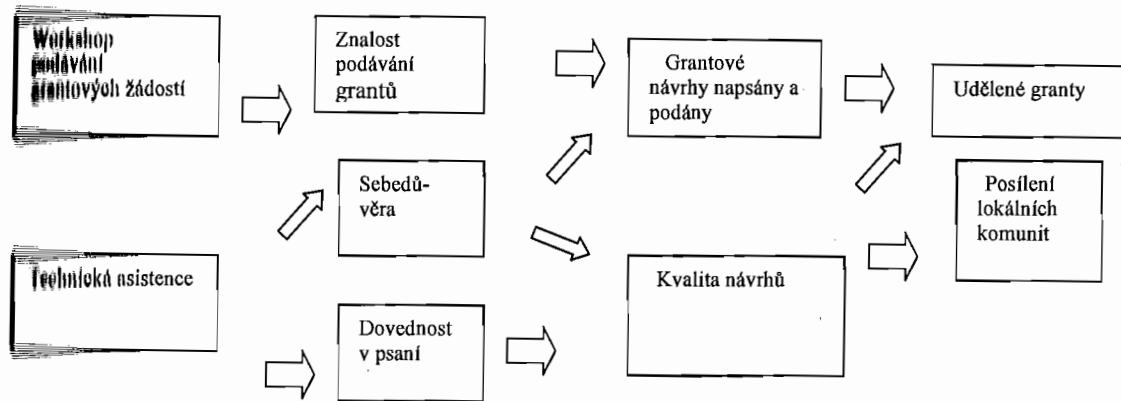 Workshop
podávání
grantových žádostí
Znalost
podávání
grantů
Grantové
návrhy napsány a
podány
Udělené granty
Sebedů-
věra
Posílení
lokálních
komunit
Technická asistence
Kvalita návrhů
Dovednost
v psaní